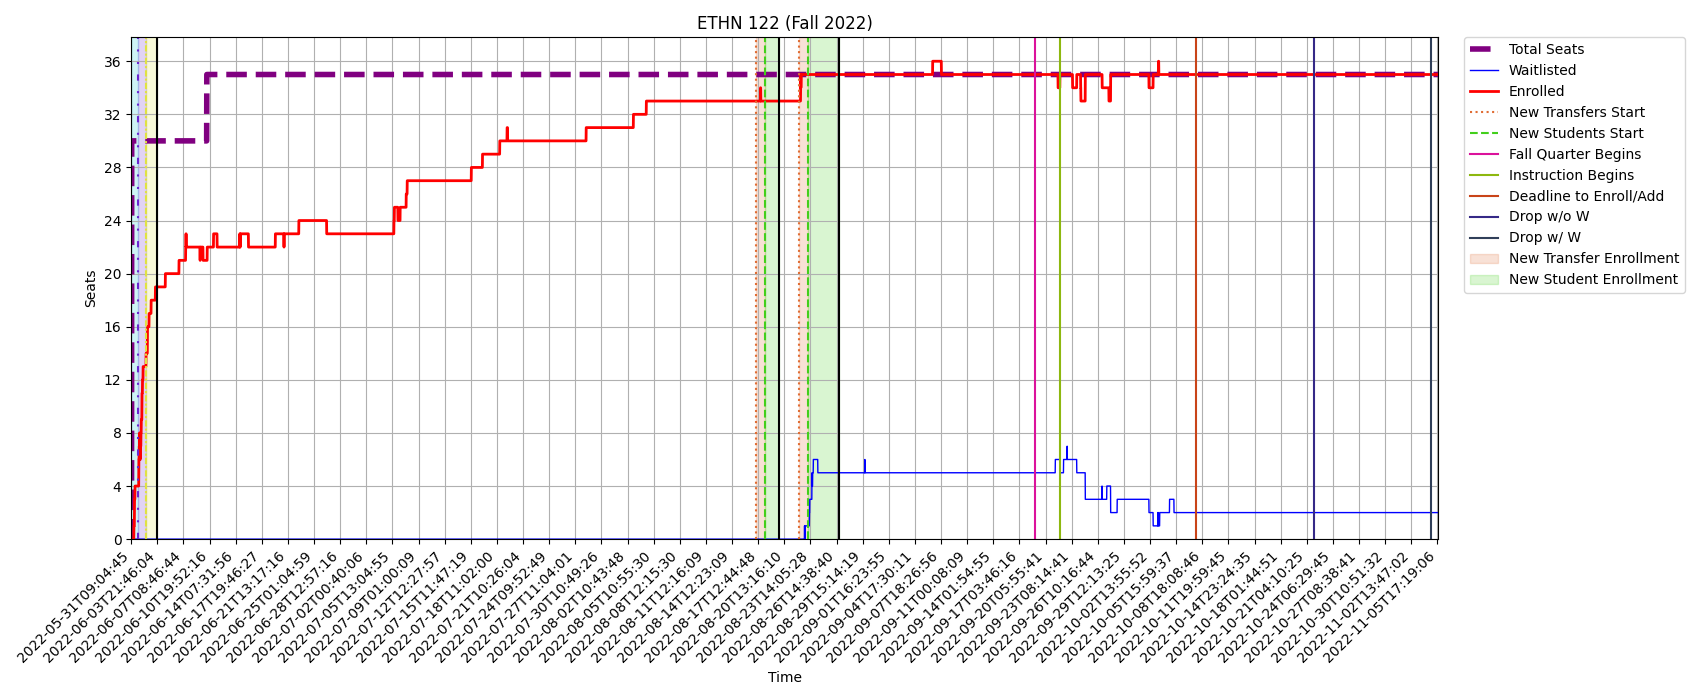 ETHN 122 (Fall 2022)
Seats
36
32
28
24
20
16
12
8
4
0
2022-05-31T09:04:45
2022-06-03T21:46:04
2022-06-07T08:46:44
2022-06-10T19:52:16
2022-06-14T07:31:56
2022-06-17T19:46:27
2022-06-21T13:17:16
2022-06-25T01:04:59
2022-06-28T12:57:16
2022-07-02T00:40:06
2022-07-05T13:04:55
2022-07-09T01:00:09
2022-07-12T12:27:57
2022-07-15T11:47:19
2022-07-18T11:02:00
2022-07-21T10:26:04
2022-07-24T09:52:49
2022-07-27T11:04:01
2022-07-30T10:49:26
2022-08-02T10:43:48
2022-08-05T10:55:30
2022-08-08T12:15:30
2022-08-11T12:16:09
2022-08-14T12:23:09
2022-08-17T12:44:48
2022-08-20T13:16:10
2022-08-23T14:05:28
2022-08-26T14:38:40
2022-08-29T15:14:19
2022-09-01T16:23:55
2022-09-04T17:30:11
2022-09-07T18:26:56
2022-09-11T00:08:09
2022-09-14T01:54:55
2022-09-17T03:46:16
2022-09-20T05:55:41
2022-09-23T08:14:41
2022-09-26T10:16:44
2022-09-29T12:13:25
2022-10-02T13:55:52
2022-10-05T15:59:37
2022-10-08T18:08:46
2022-10-11T19:59:45
2022-10-14T23:24:35
2022-10-18T01:44:51
2022-10-21T04:10:25
2022-10-24T06:29:45
2022-10-27T08:38:41
2022-10-30T10:51:32
2022-11-02T13:47:02
2022-11-05T17:19:06
Time
Total Seats
Waitlisted
Enrolled
New Transfers Start
New Students Start
Fall Quarter Begins
Instruction Begins
Deadline to Enroll/Add
Drop w/o W
Drop w/ W
New Transfer Enrollment
New Student Enrollment